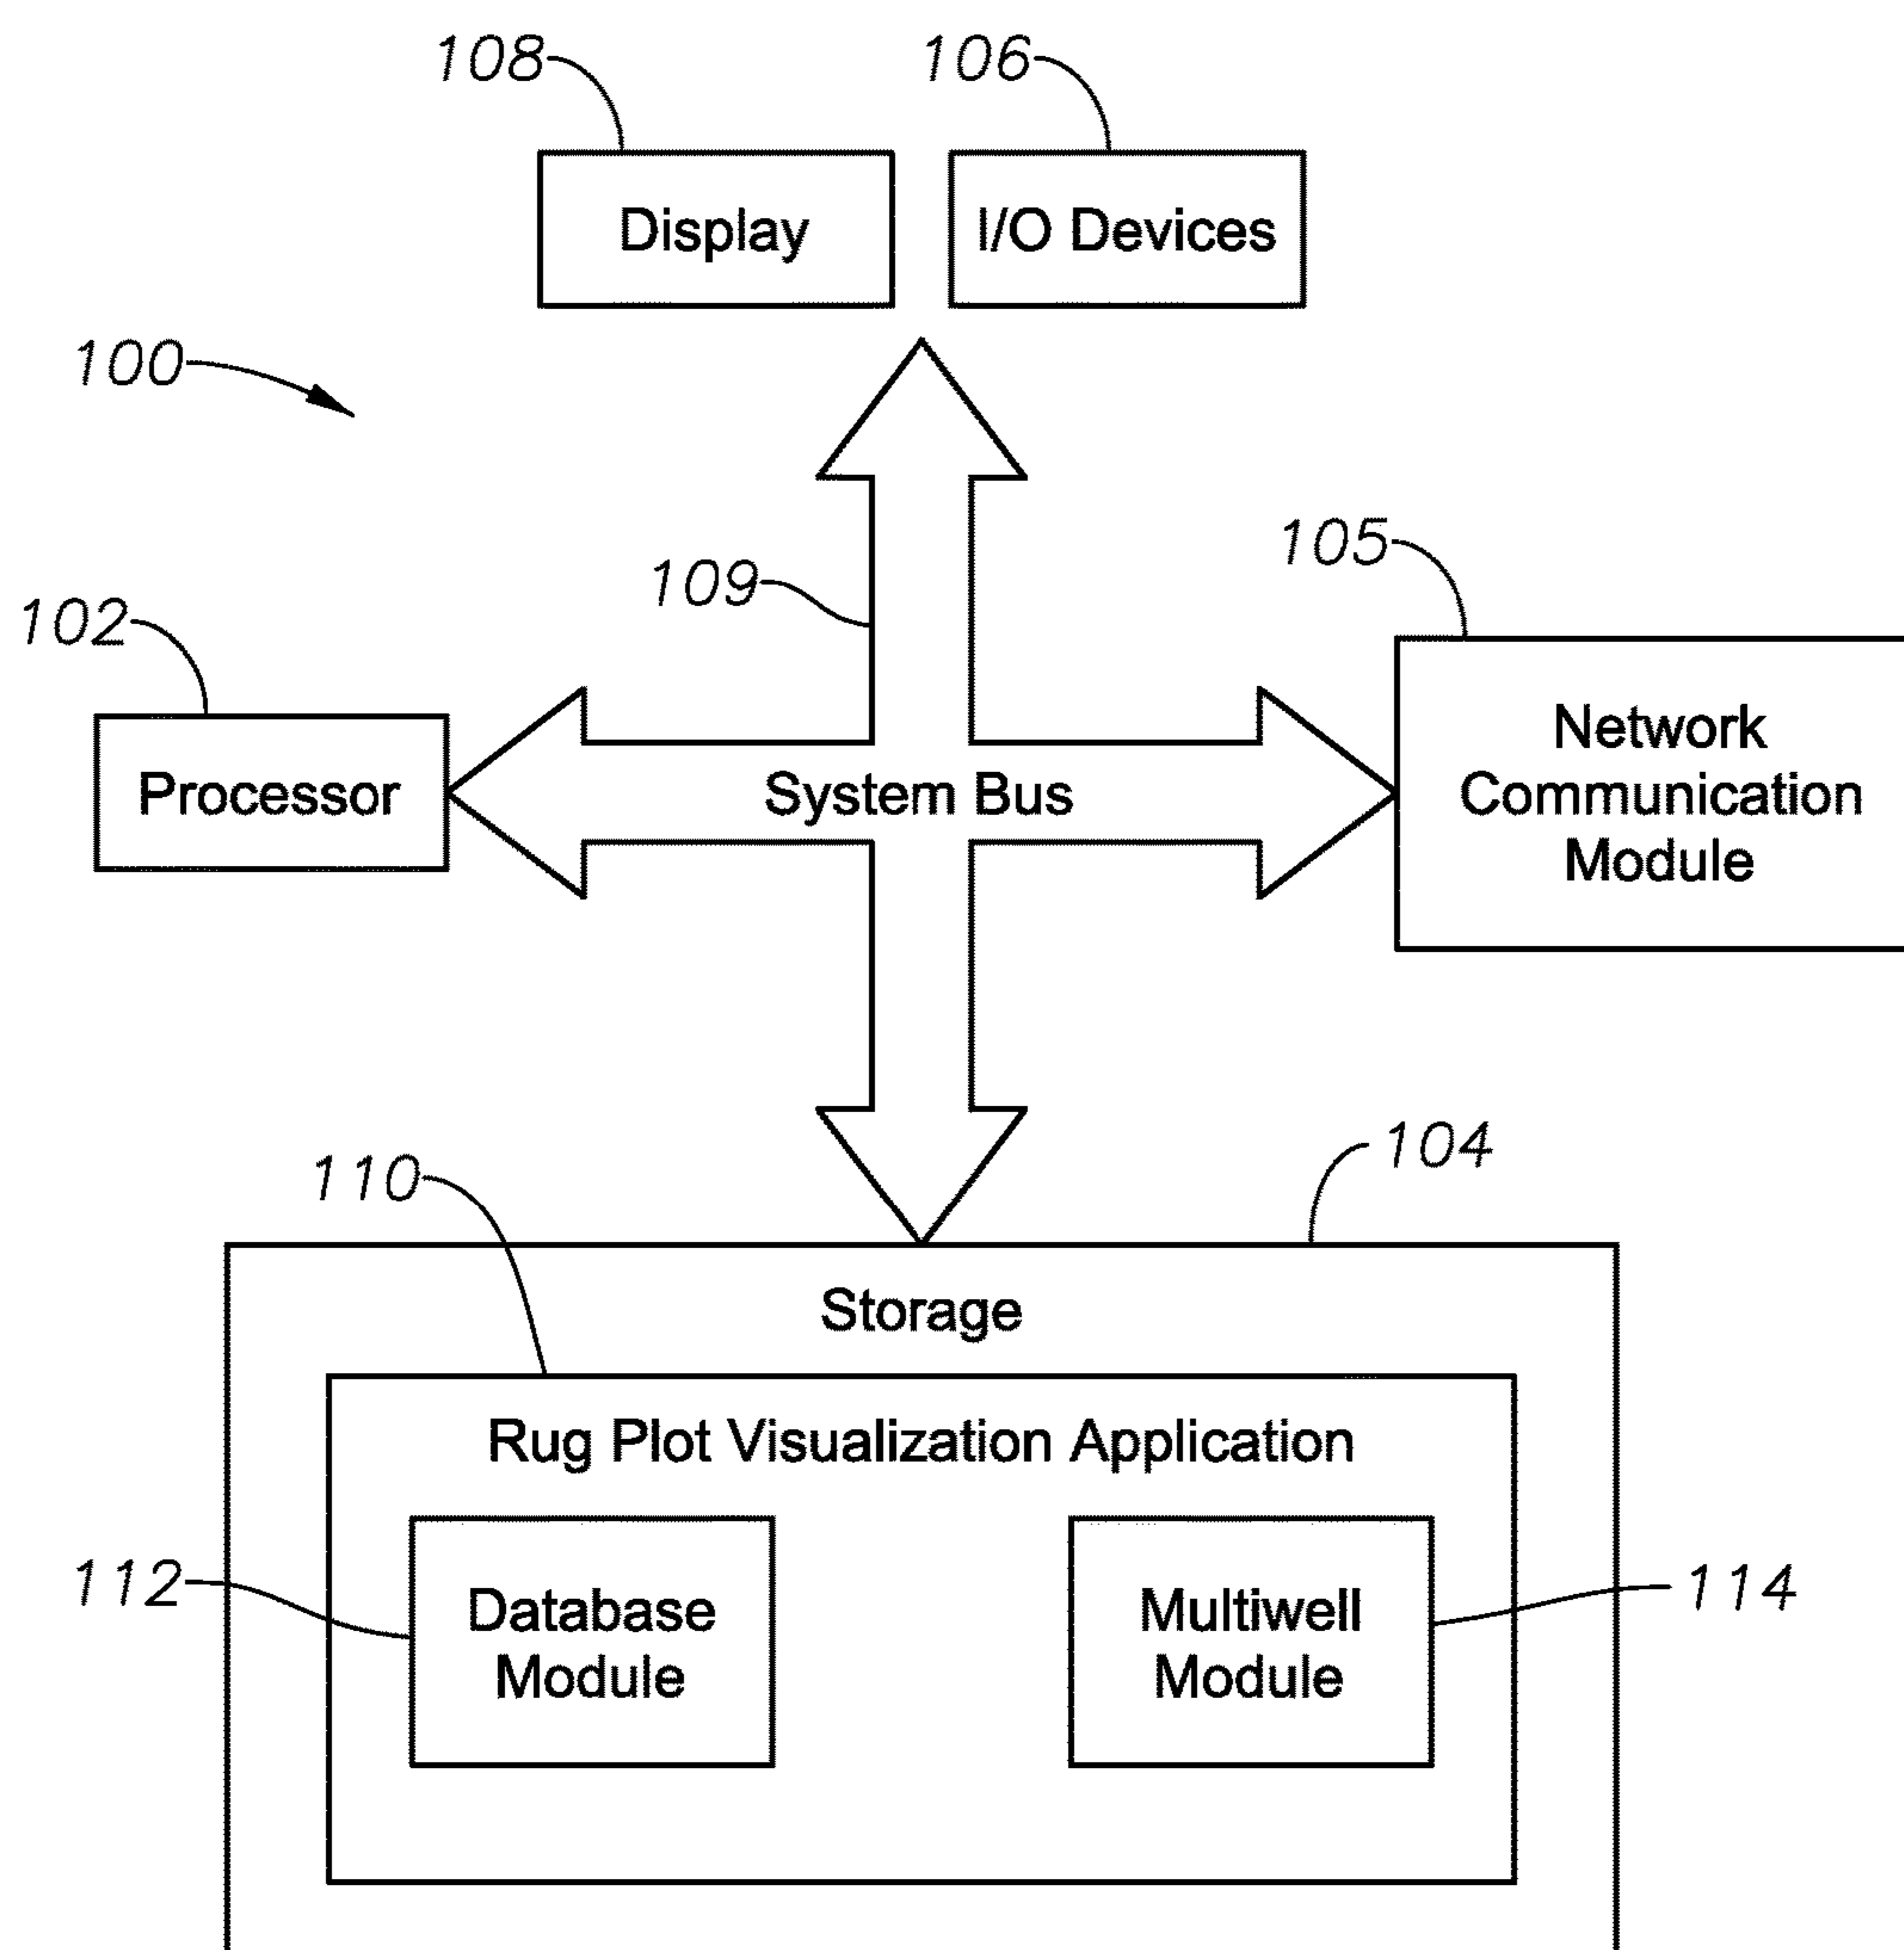 108
106
Display
I/O Devices
100
105
109
102
Network
Communication
Module
Processor
System Bus
104
110
Storage
Rug Plot Visualization Application
112
Database
Module
Multiwell
Module
114